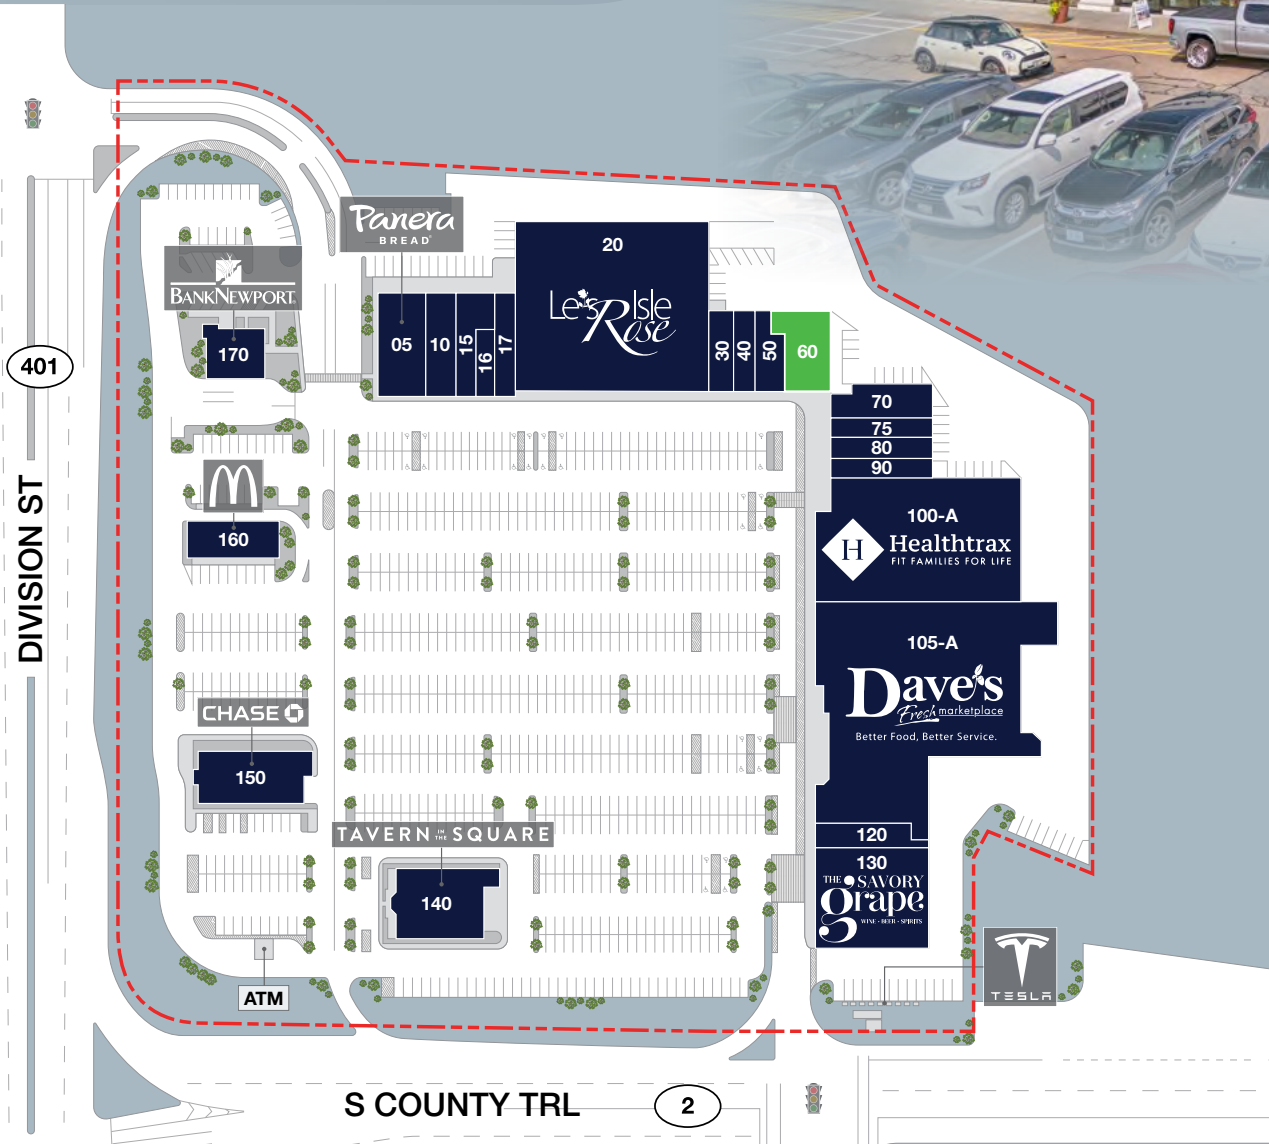 Panera
BREAD
20
Le's Isle
Rose
BANKNEWPORT
170
05
10
15
16
17
30
40
50
60
401
70
75
80
90
DIVISION ST
160
100-A
H Healthtrax
FIT FAMILIES FOR LIFE
105-A
Dave's
Fresh marketplace
Better Food, Better Service.
CHASE
150
TAVERN IN THE SQUARE
140
120
130
THE SAVORY
grape
WINE • BEER • SPIRITS
TESLA
ATM
S COUNTY TRL
2